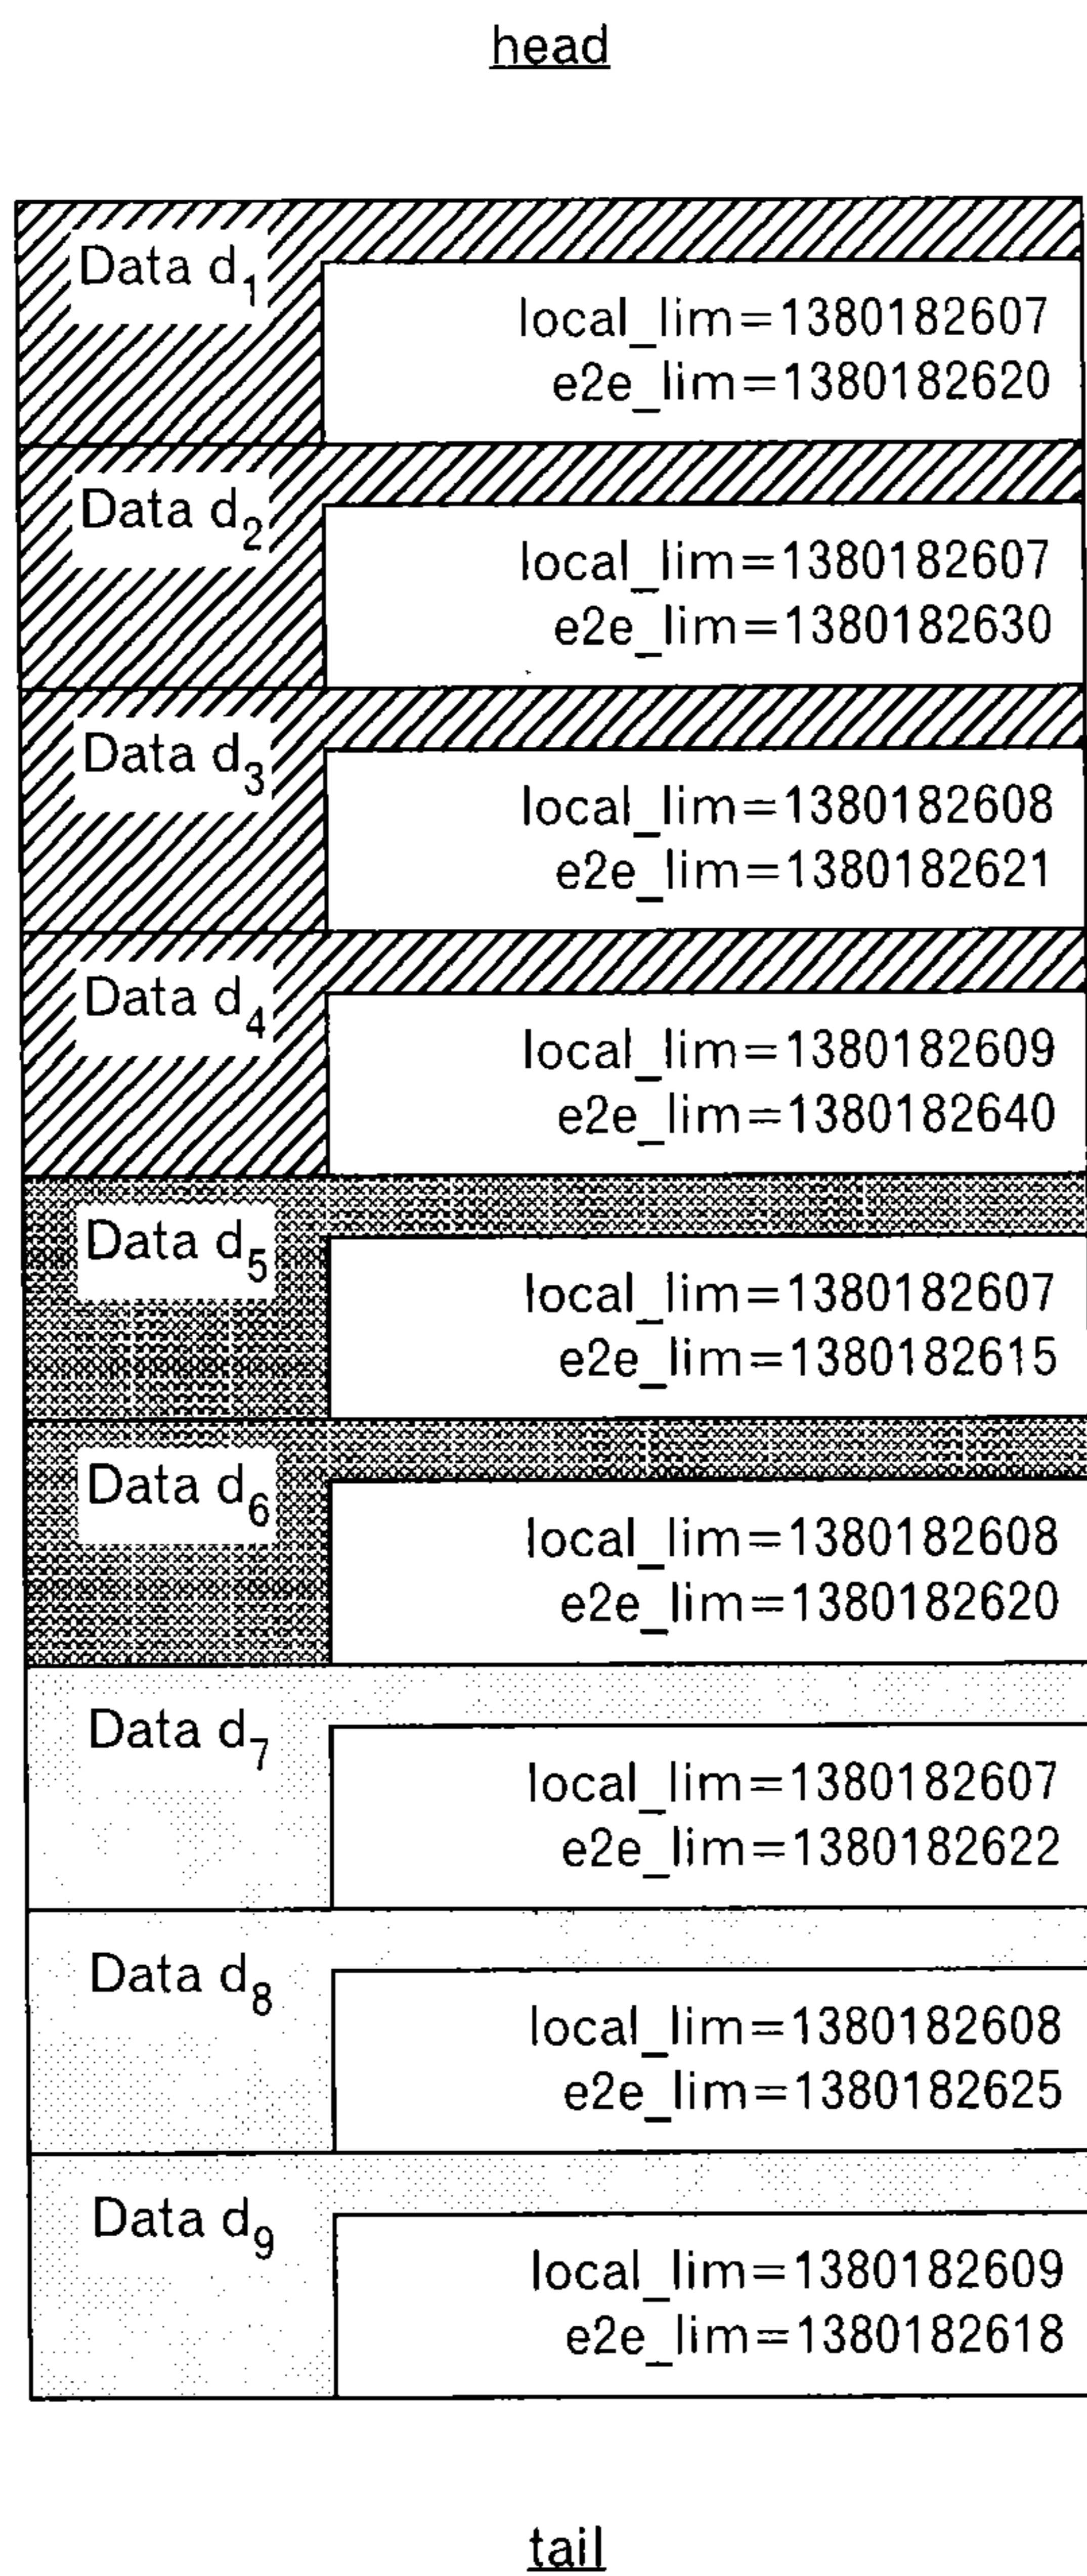 head
Data d1
local_lim=1380182607
e2e_lim=1380182620
Data d2
local_lim=1380182607
e2e_lim=1380182630
Data d3
local_lim=1380182608
e2e_lim=1380182621
Data d4
local_lim=1380182609
e2e_lim=1380182640
Data d5
local_lim=1380182607
e2e_lim=1380182615
Data d6
local_lim=1380182608
e2e_lim=1380182620
Data d7
local_lim=1380182607
e2e_lim=1380182622
Data d8
local_lim=1380182608
e2e_lim=1380182625
Data d9
local_lim=1380182609
e2e_lim=1380182618
tail